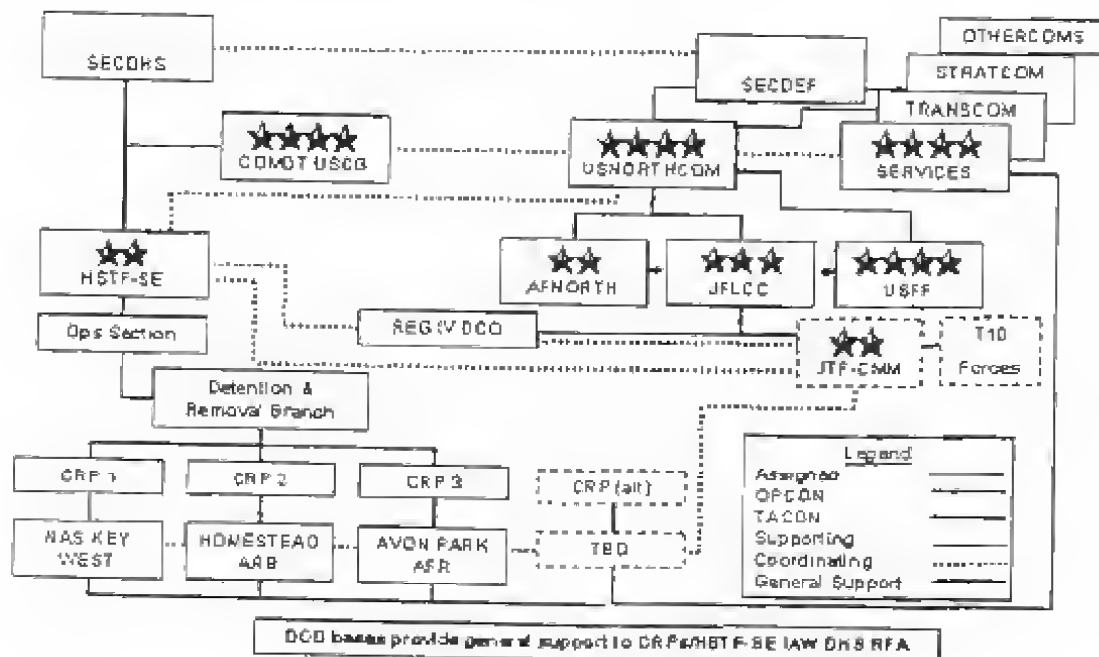 OTHERCOMS
STRATCOM
TRANSCOM
SECDHS
SECDEF
COMDT USCG
USNORTHCOM
SERVICES
HSTF-SE
AFNORTH
JFLCC
USFF
Ops Section
REG IV DCO
JTF-CMM
T10
Forces
Detention &
Removal Branch
CRP 1
CRP 2
CRP 3
CRP (alt)
NAS KEY
WEST
HOMESTEAD
ARB
AVON PARK
AFR
TBD
Legend
Assigned
OPCON
TACON
Supporting
Coordinating
General Support
DOD bases provide general support to CRPs/HSTF-SE IAW DHS RFA